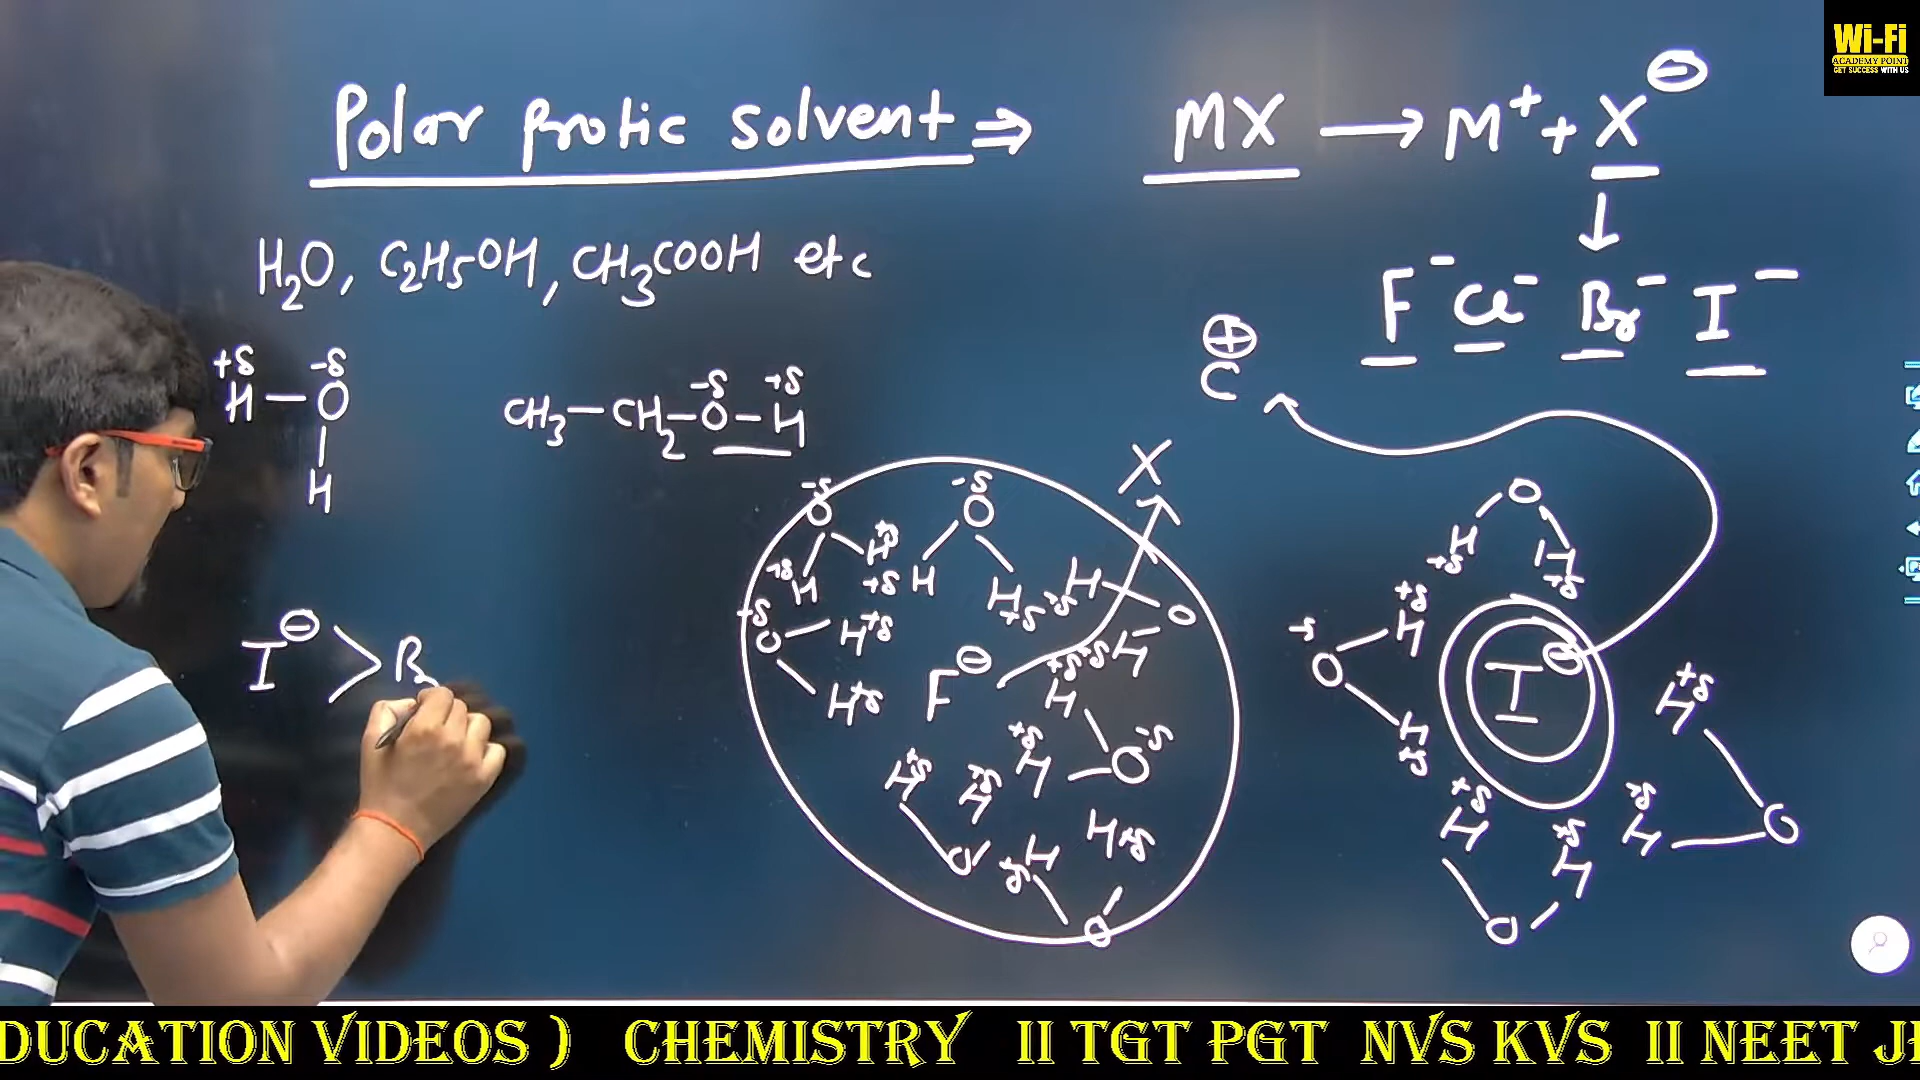 Wi-Fi
ACADEMY POINT
GET SUCCESS WITH US
Polar protic solvent ⇒
MX → M⁺ + X⊖
↓
H₂O, C₂H₅OH, CH₃COOH etc
F⁻ Cl⁻ Br⁻ I⁻
⊕
C
+δ -δ
H—O
H
-δ +δ
CH₃—CH₂—O—H
X
-δ -δ
O O
H +δ
+δ H +δ H H +δ
+δ H O
+δ O H +δ
+δ +δ H
F⊖
H +δ
H
+δ H O -δ
H +δ H +δ
O +δ H H +δ
O
O
H H
+δ +δ
+δ
O H
H
+δ
I⊖
H +δ
+δ H O
+δ H
+δ H
O
I⊖ > Br
DUCATION VIDEOS ) CHEMISTRY II TGT PGT NVS KVS II NEET